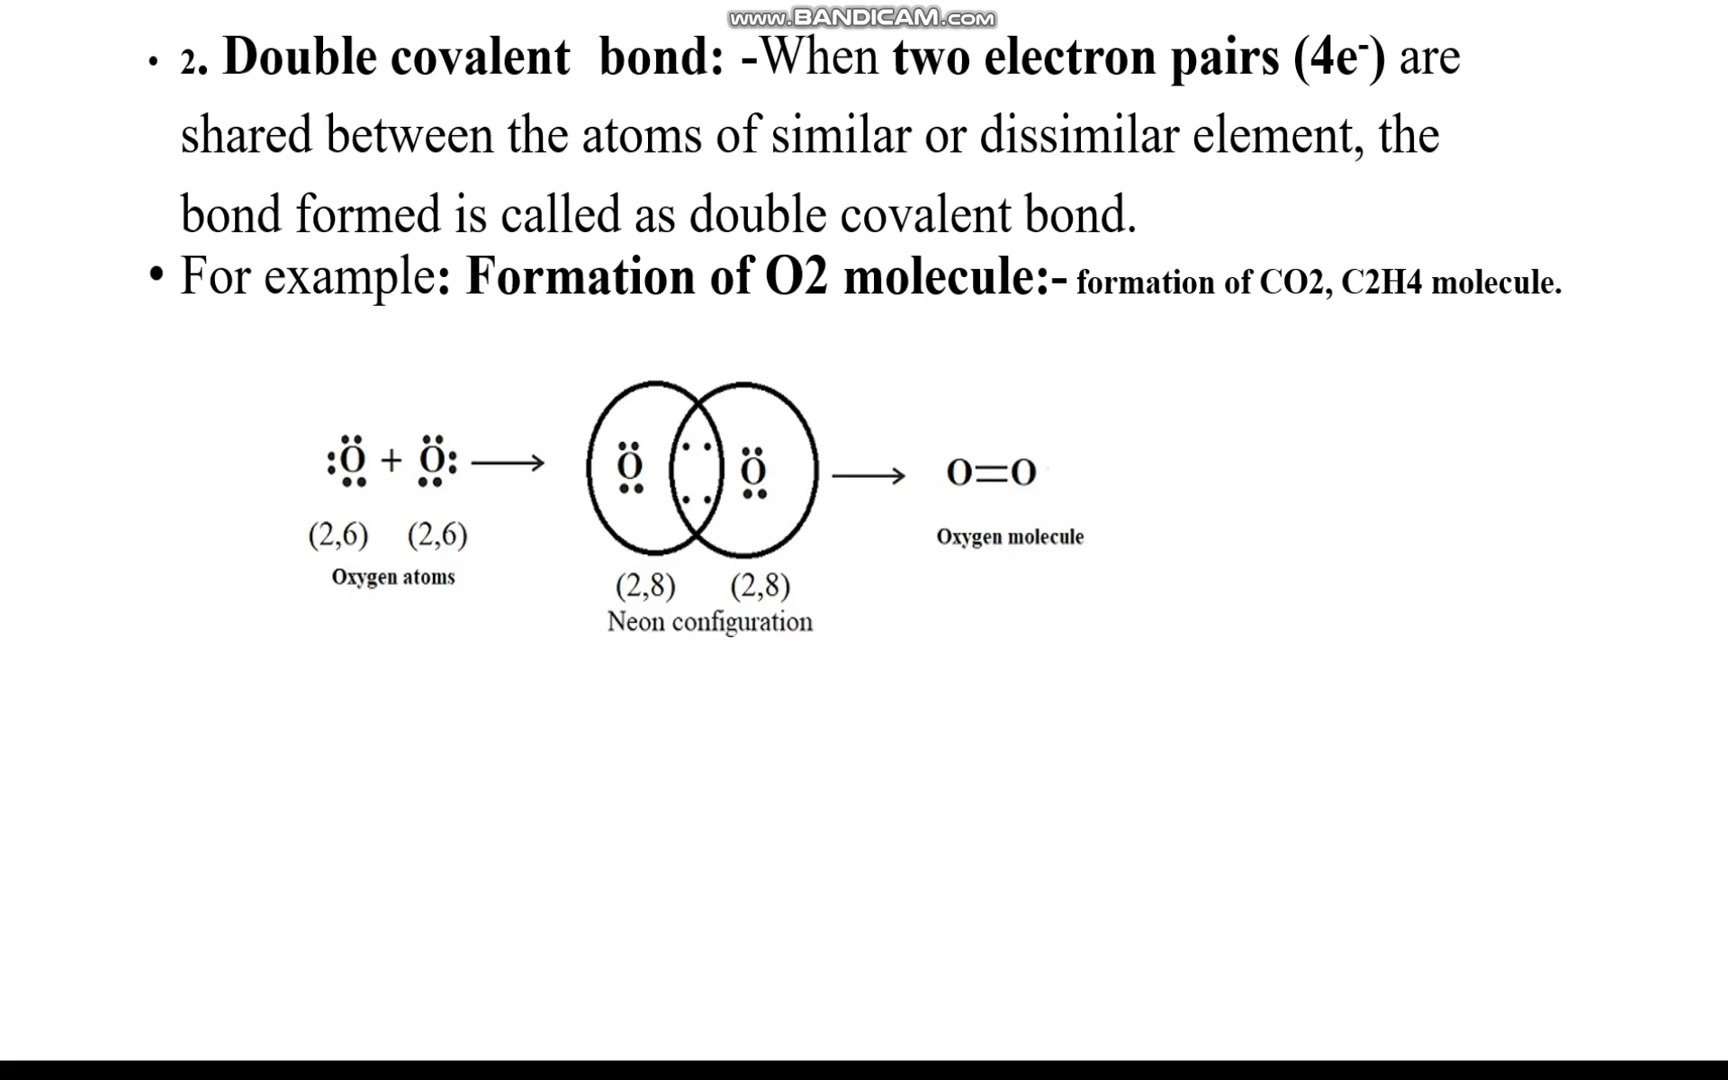 www.BANDICAM.com
• 2. Double covalent bond: -When two electron pairs (4e-) are
shared between the atoms of similar or dissimilar element, the
bond formed is called as double covalent bond.
• For example: Formation of O2 molecule:- formation of CO2, C2H4 molecule.
:Ö + Ö: ⟶ Ö :: Ö ⟶ O=O
(2,6) (2,6)
Oxygen atoms
(2,8) (2,8)
Neon configuration
Oxygen molecule